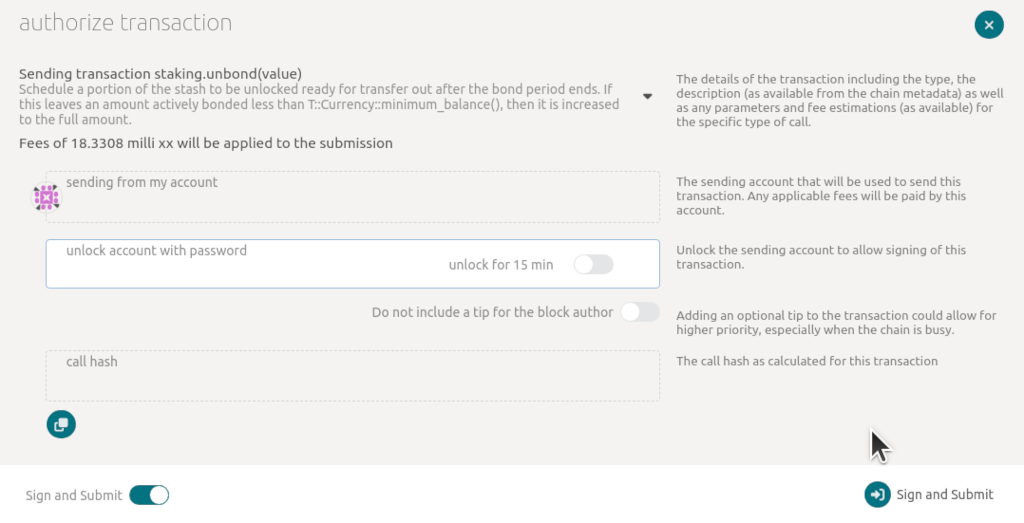 authorize transaction
Sending transaction staking.unbond(value)
Schedule a portion of the stash to be unlocked ready for transfer out after the bond period ends. If
this leaves an amount actively bonded less than T::Currency::minimum_balance(), then it is increased
to the full amount.
Fees of 18.3308 milli xx will be applied to the submission
The details of the transaction including the type, the
description (as available from the chain metadata) as well
as any parameters and fee estimations (as available) for
the specific type of call.
sending from my account
The sending account that will be used to send this
transaction. Any applicable fees will be paid by this
account.
unlock account with password
unlock for 15 min
Unlock the sending account to allow signing of this
transaction.
Do not include a tip for the block author
Adding an optional tip to the transaction could allow for
higher priority, especially when the chain is busy.
call hash
The call hash as calculated for this transaction
Sign and Submit
Sign and Submit